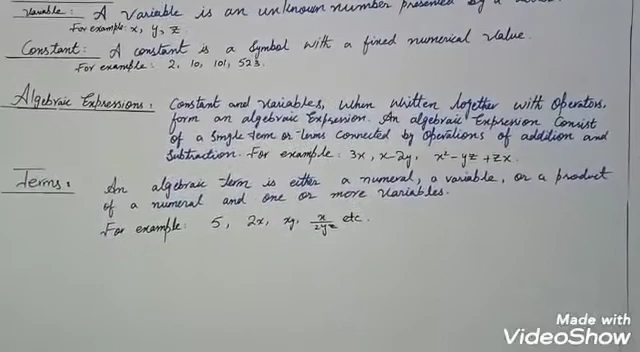 Variable: A Variable is an unknown number presented by a
For example: x, y, z
Constant: A constant is a Symbol with a fixed numerical value.
For example: 2, 10, 101, 523.
Algebraic Expressions: Constant and variables, when written together with Operators,
form an algebraic Expression. An algebraic Expression Consist
of a Single term or terms connected by Operations of addition and
Subtraction. For example: 3x, x-2y, x²-yz+zx.
Terms: An algebraic term is either a numeral, a variable, or a product
of a numeral and one or more variables.
For example: 5, 2x, xy, x/2yz etc.
Made with
VideoShow